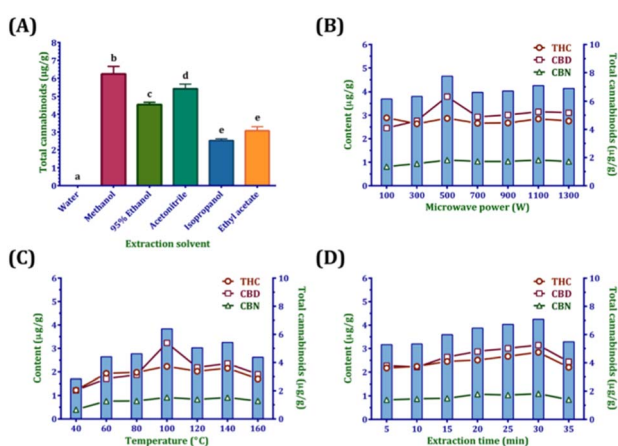 (A)
Total cannabinoids (µg/g)
8
7
6
5
4
3
2
1
0
a
b
c
d
e
e
Water
Methanol
95% Ethanol
Acetonitrile
Isopropanol
Ethyl acetate
Extraction solvent
(B)
THC
CBD
CBN
Content (µg/g)
6
5
4
3
2
1
0
Total cannabinoids (µg/g)
10
8
6
4
2
0
100 300 500 700 900 1100 1300
Microwave power (W)
(C)
THC
CBD
CBN
Content (µg/g)
6
5
4
3
2
1
0
Total cannabinoids (µg/g)
10
8
6
4
2
0
40 60 80 100 120 140 160
Temperature (°C)
(D)
THC
CBD
CBN
Content (µg/g)
6
5
4
3
2
1
0
Total cannabinoids (µg/g)
10
8
6
4
2
0
5 10 15 20 25 30 35
Extraction time (min)